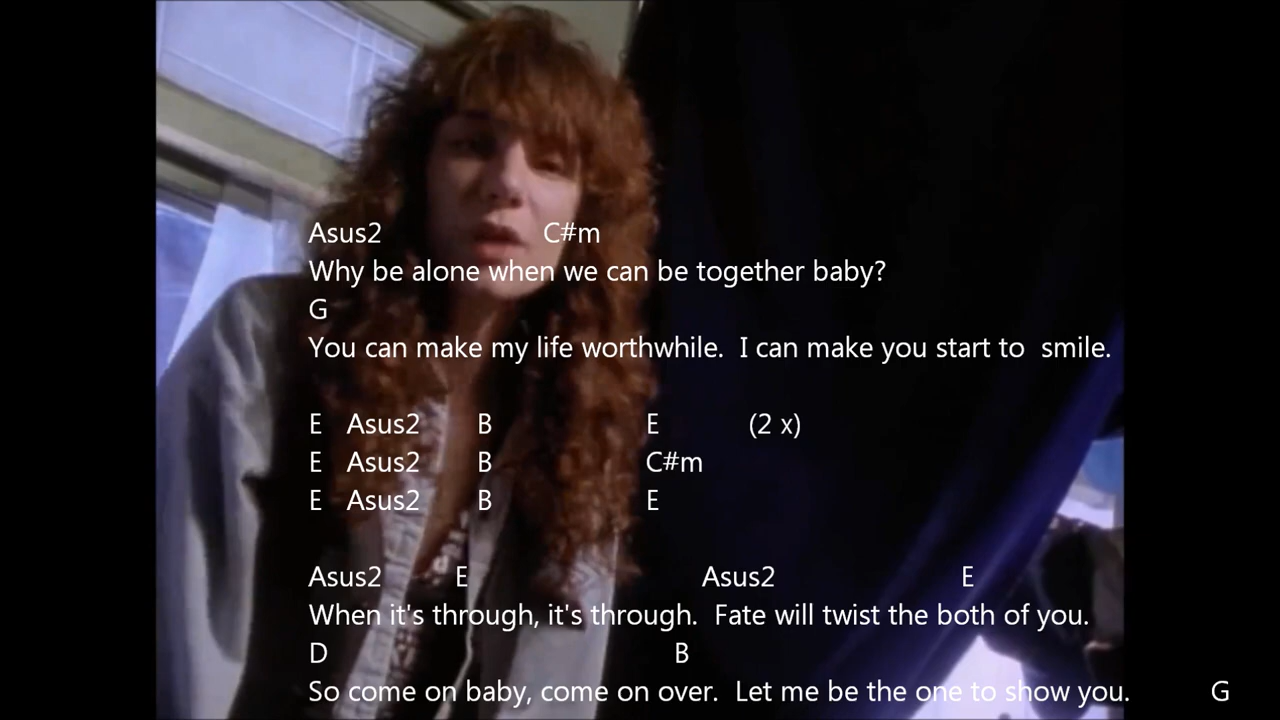 Asus2 C#m
Why be alone when we can be together baby?
G
You can make my life worthwhile.  I can make you start to  smile.
E Asus2 B E (2 x)
E Asus2 B C#m
E Asus2 B E
Asus2 E Asus2 E
When it's through, it's through.  Fate will twist the both of you.
D B
So come on baby, come on over.  Let me be the one to show you. G